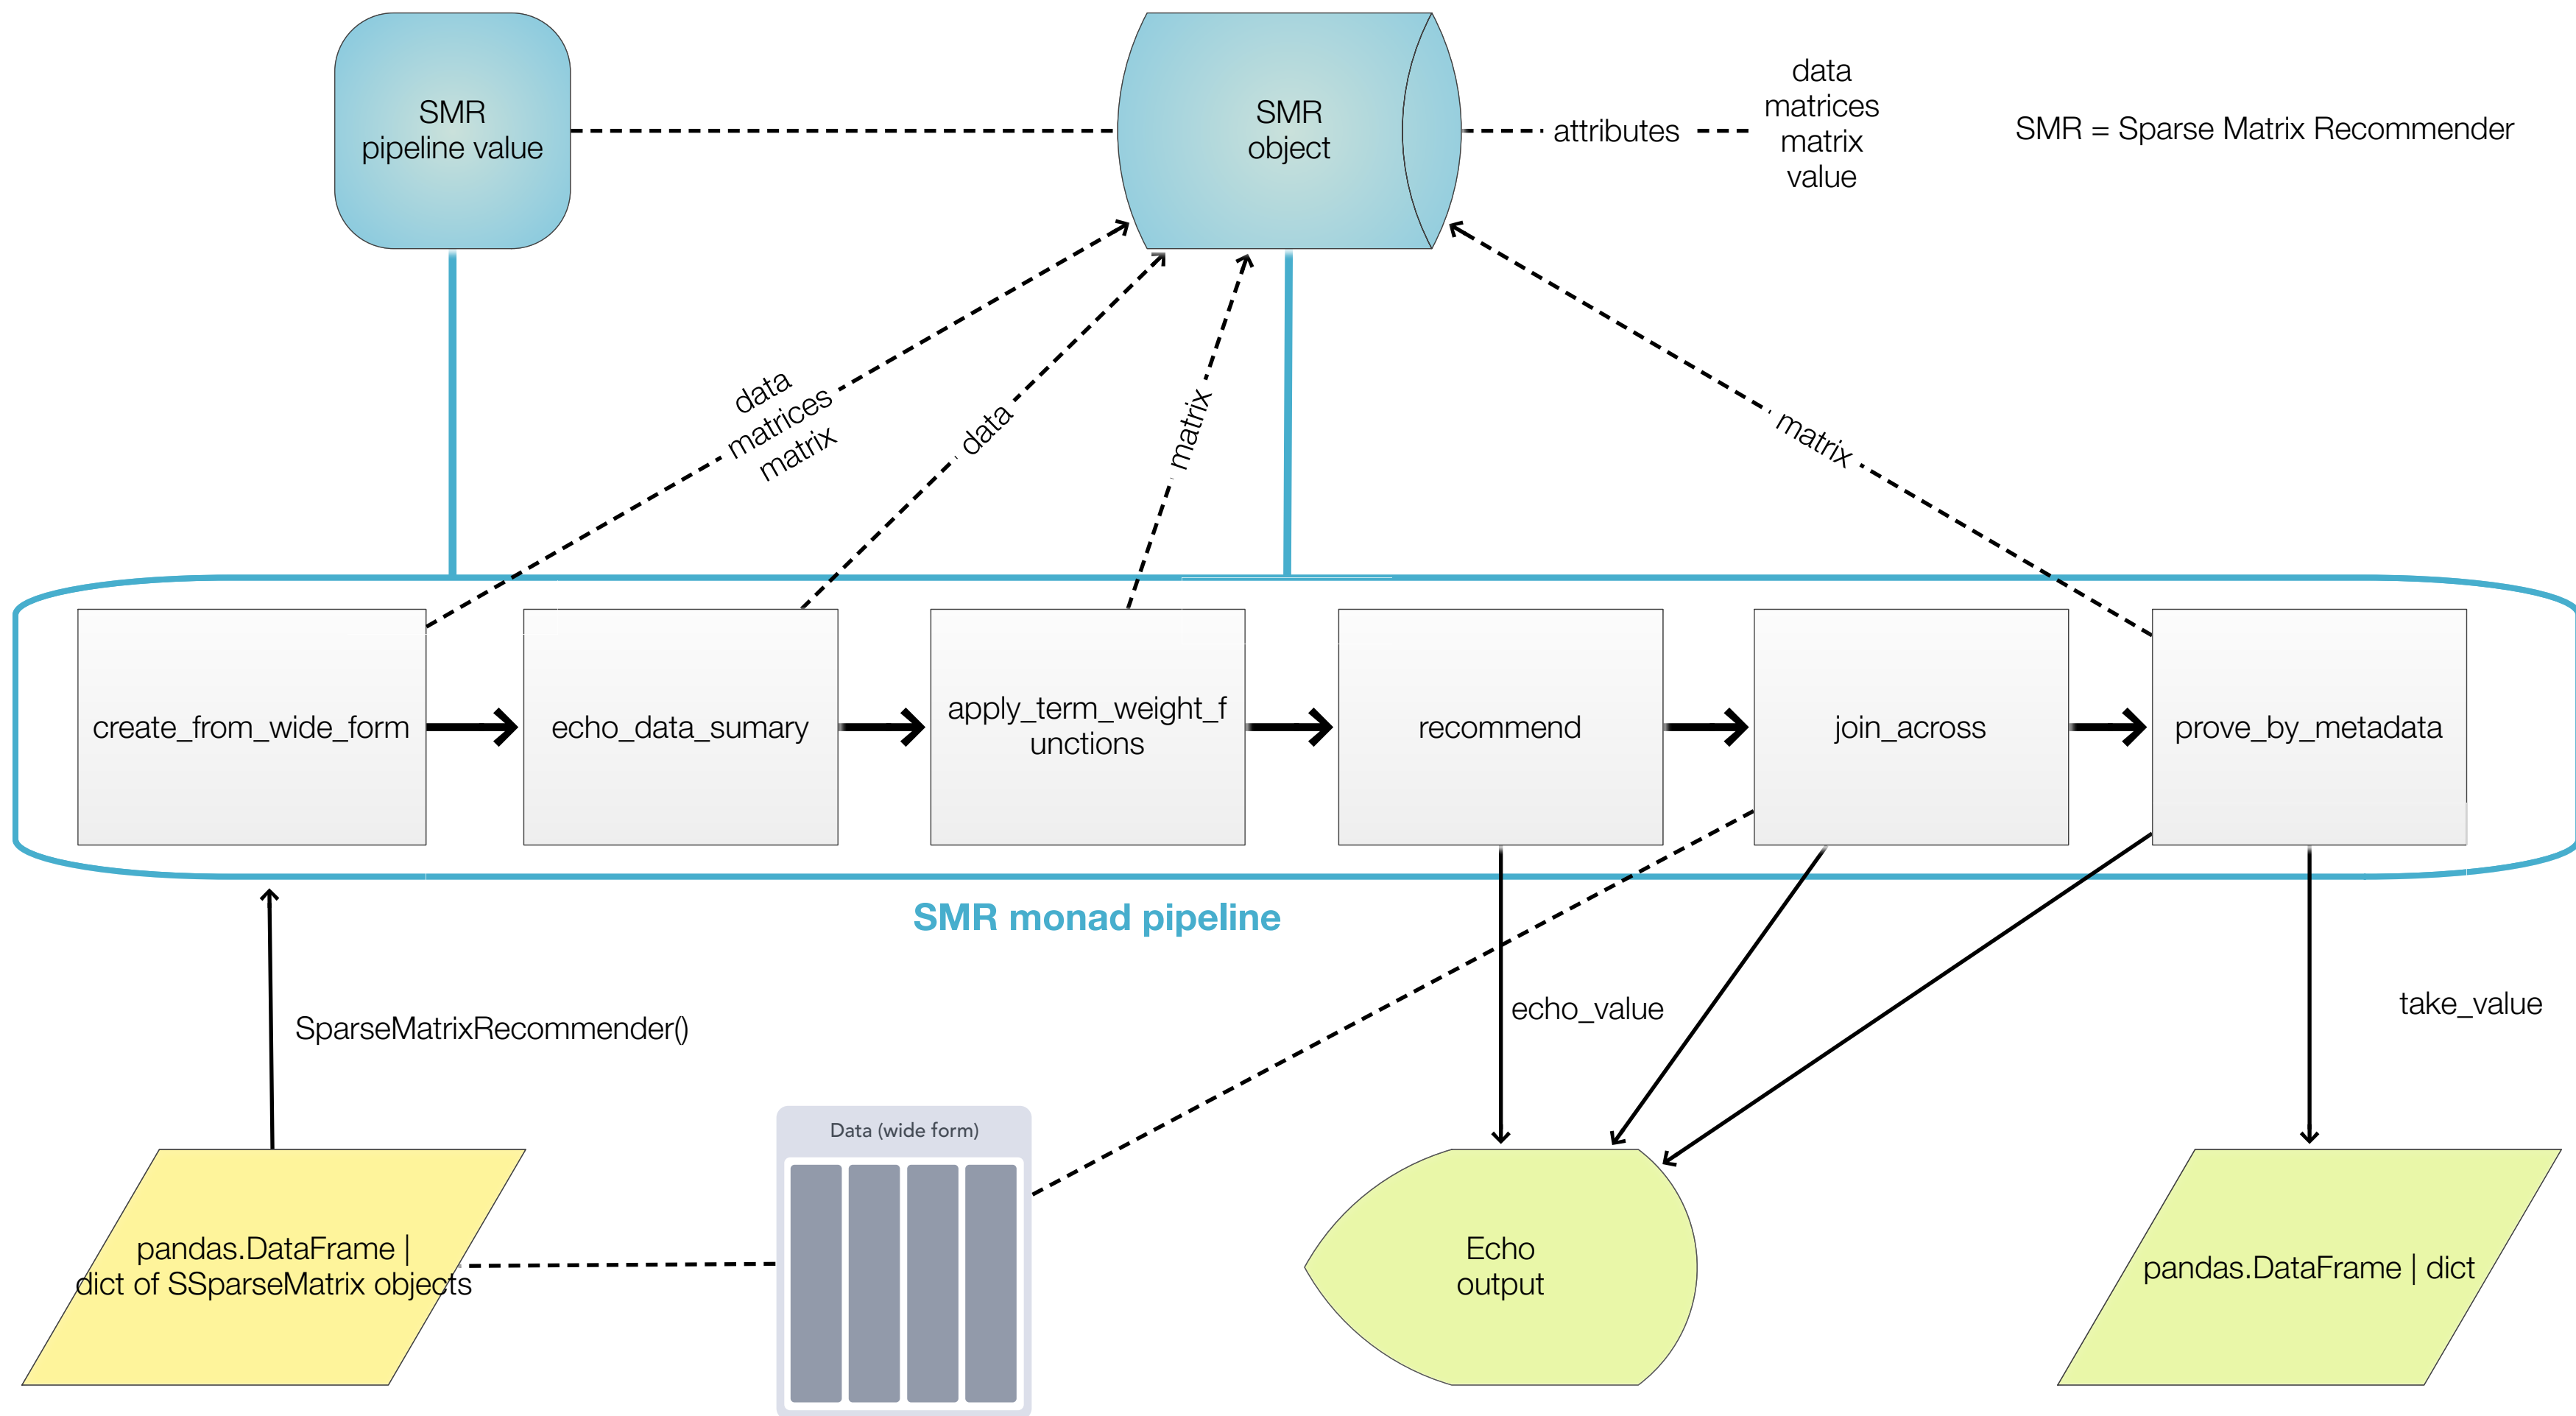 SMR
pipeline value
SMR
object
attributes
data
matrices
matrix
value
SMR = Sparse Matrix Recommender
data
matrices
matrix
data
matrix
matrix
create_from_wide_form
echo_data_sumary
apply_term_weight_f
unctions
recommend
join_across
prove_by_metadata
SMR monad pipeline
SparseMatrixRecommender()
echo_value
take_value
Data (wide form)
pandas.DataFrame |
dict of SSparseMatrix objects
Echo
output
pandas.DataFrame | dict